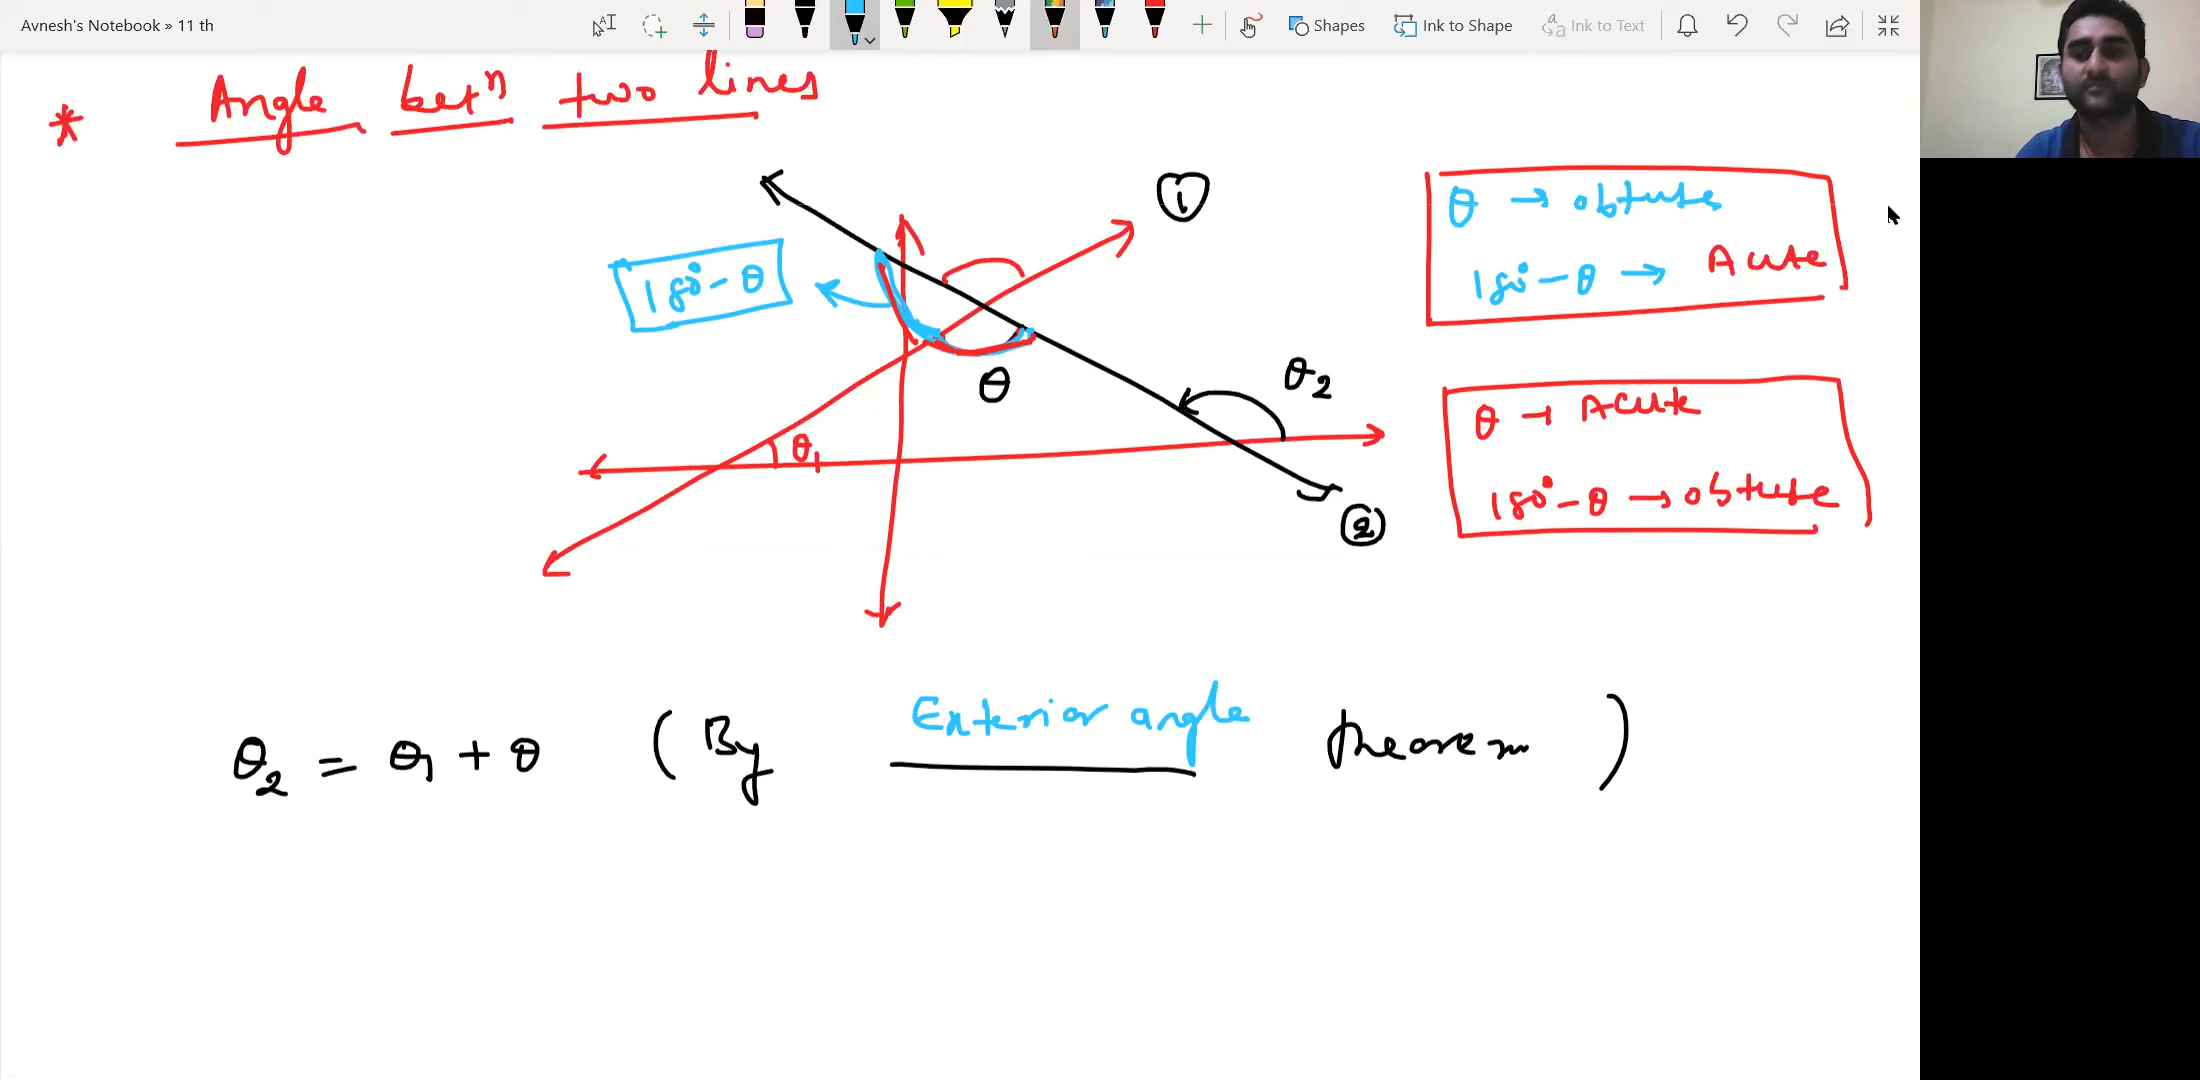 Avnesh's Notebook » 11 th
Shapes Ink to Shape Ink to Text
* Angle betⁿ two lines
①
180° - θ
θ → obtuse
180° - θ → Acute
θ₂
θ
θ₁
θ → Acute
180° - θ → obtuse
②
θ₂ = θ₁ + θ (By Exterior angle theorem)